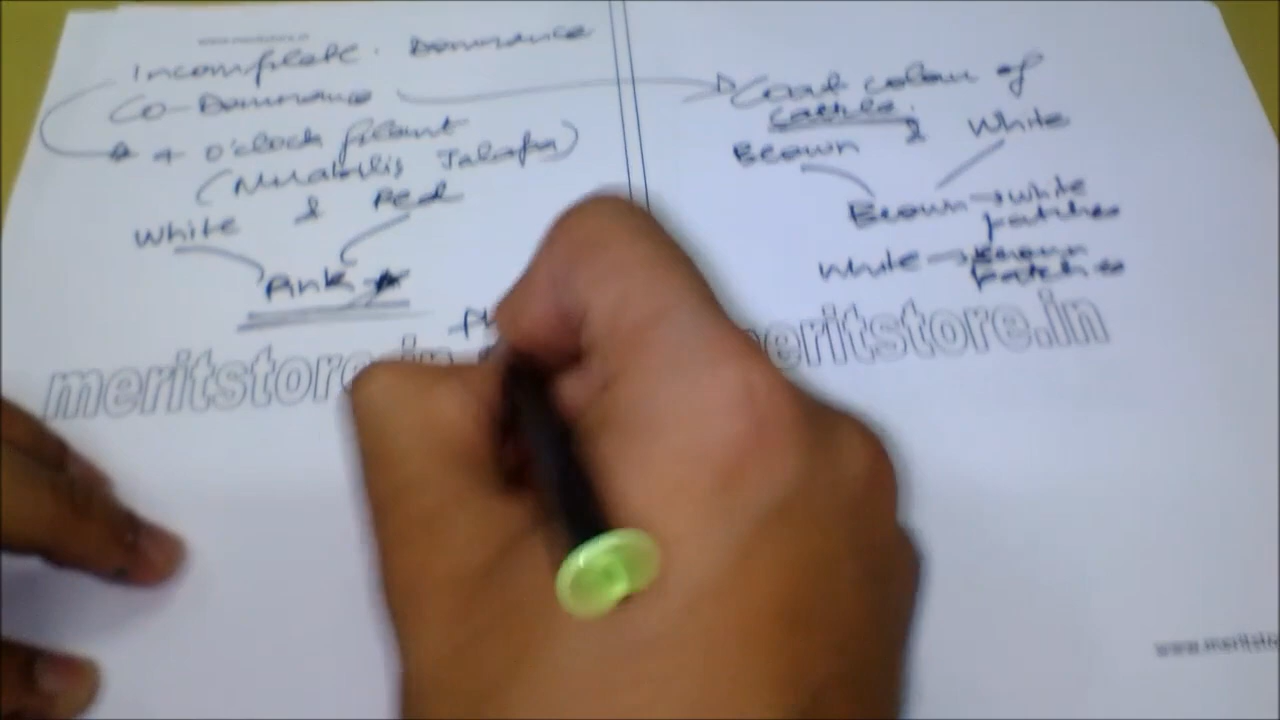 Incomplete Dominance
Co-Dominance
4 o'clock plant
(Mirabilis Jalapa)
White & Red
Pink
meritstore.in
Coat colour of
cattle.
Brown & White
Brown → white
patches
White → Brown
patches
meritstore.in